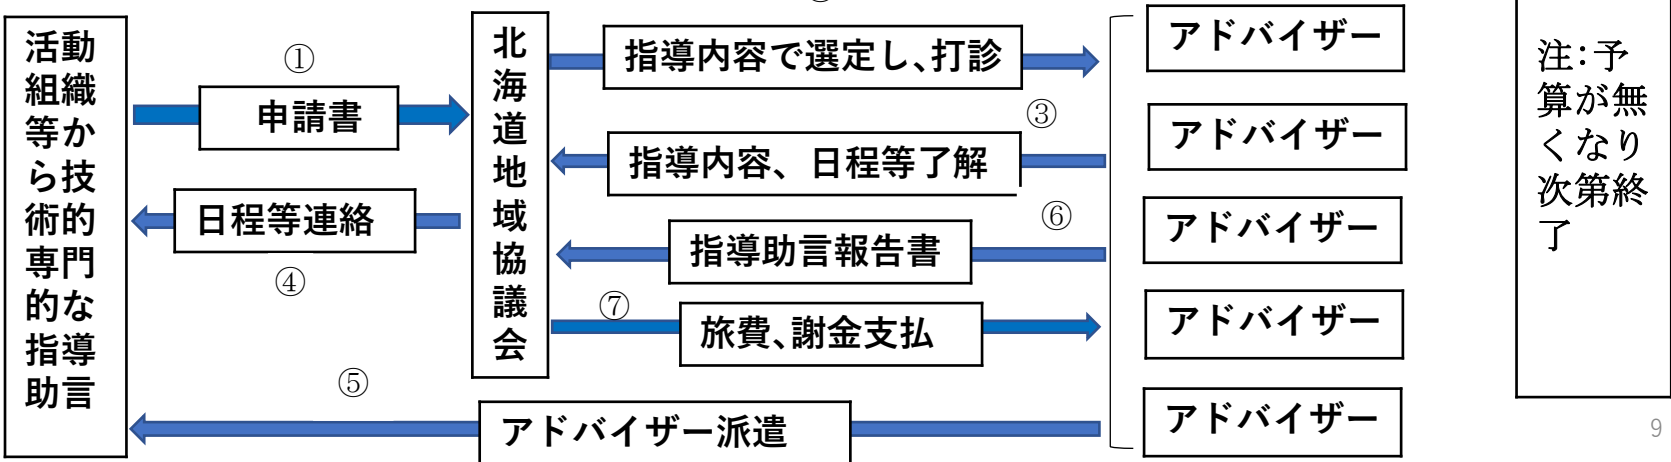 活動
組織
等か
ら技
術的
専門
的な
指導
助言
①
申請書
日程等連絡
④
北
海
道
地
域
協
議
会
指導内容で選定し、打診
③
指導内容、日程等了解
⑥
指導助言報告書
⑦
旅費、謝金支払
⑤
アドバイザー派遣
アドバイザー
アドバイザー
アドバイザー
アドバイザー
アドバイザー
注:予
算が無
くなり
次第終
了
9